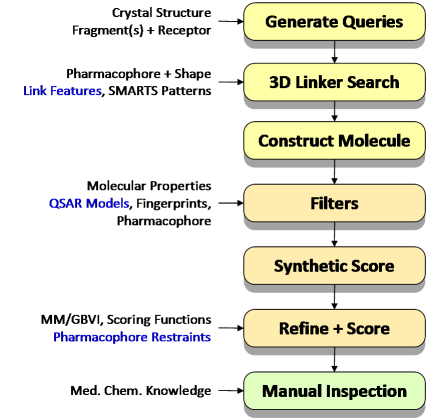 Crystal Structure
Fragment(s) + Receptor
Generate Queries
Pharmacophore + Shape
Link Features, SMARTS Patterns
3D Linker Search
Construct Molecule
Molecular Properties
QSAR Models, Fingerprints,
Pharmacophore
Filters
Synthetic Score
MM/GBVI, Scoring Functions
Pharmacophore Restraints
Refine + Score
Med. Chem. Knowledge
Manual Inspection